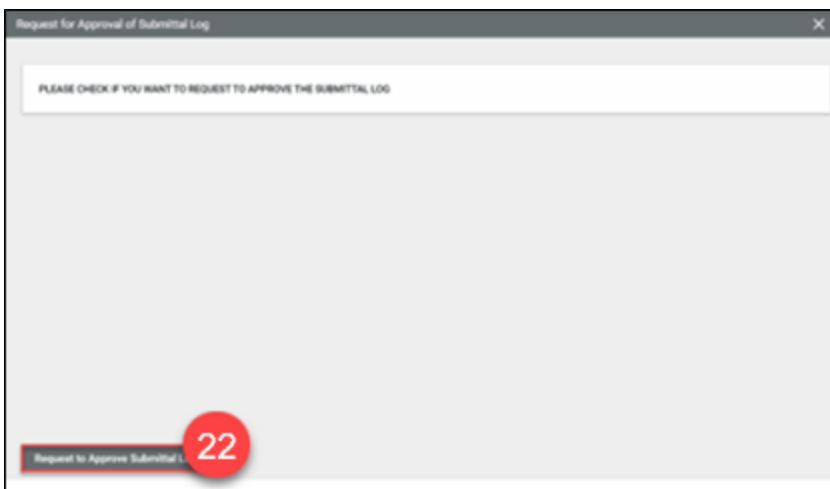 Request for Approval of Submittal Log
PLEASE CHECK IF YOU WANT TO REQUEST TO APPROVE THE SUBMITTAL LOG
Request to Approve Submittal
22